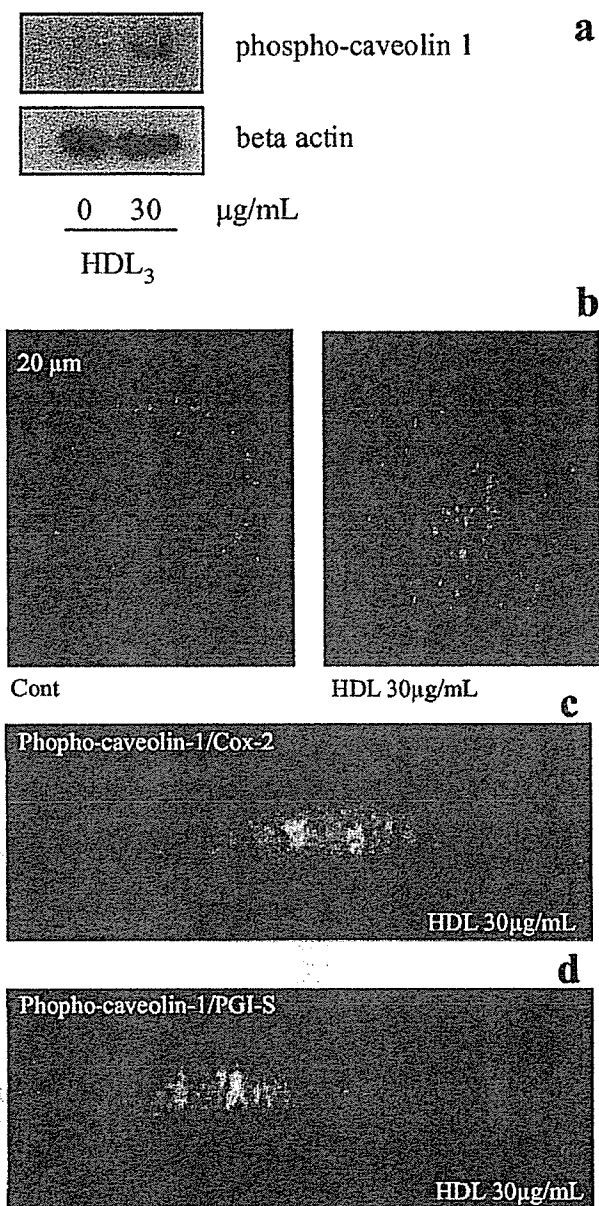 a
phospho-caveolin 1
beta actin
0 30 μg/mL
HDL3
b
20 μm
Cont HDL 30μg/mL
c
Phopho-caveolin-1/Cox-2
HDL 30μg/mL
d
Phopho-caveolin-1/PGI-S
HDL 30μg/mL